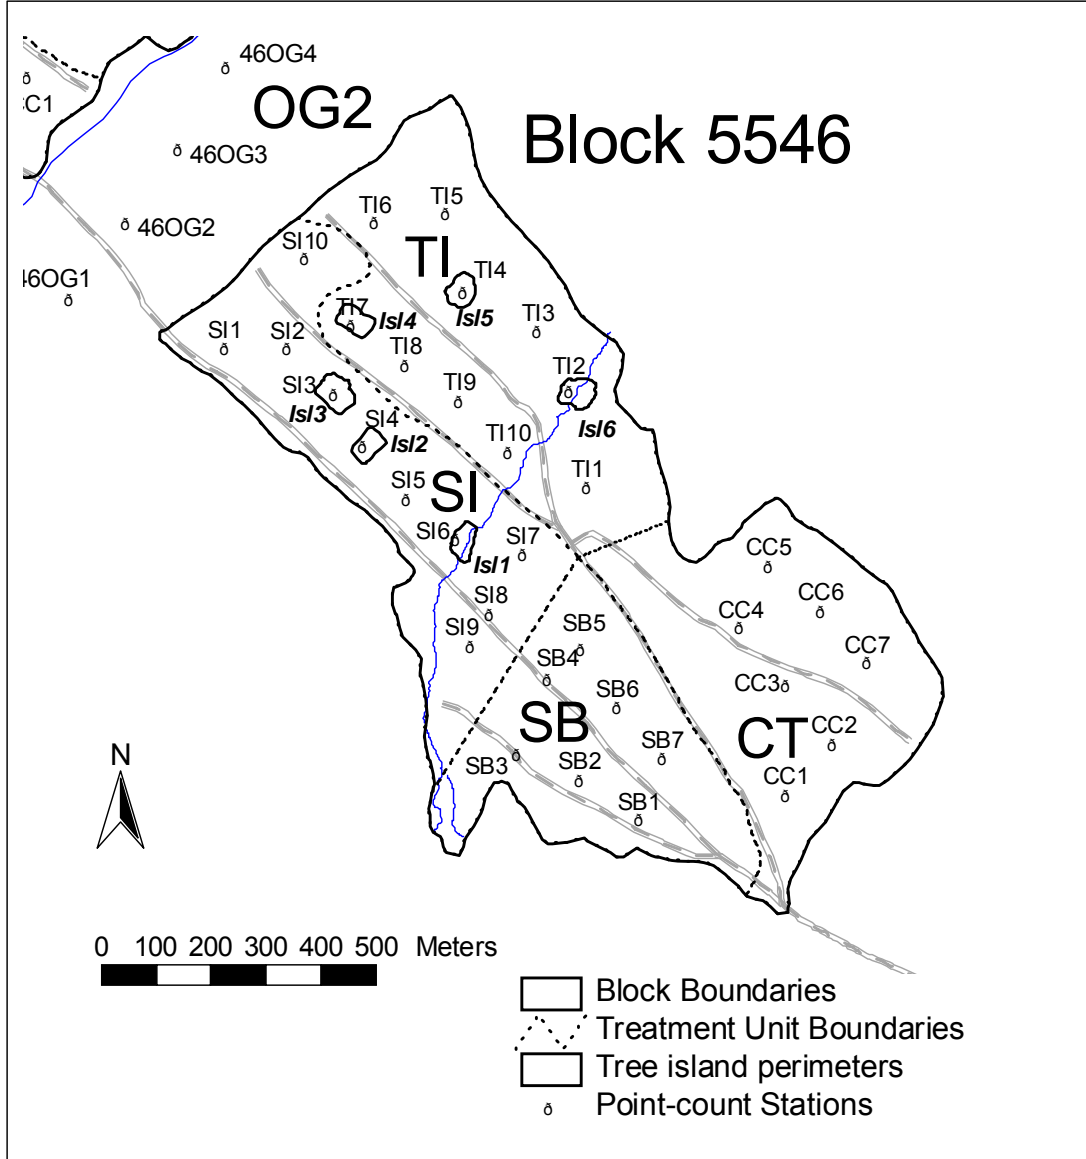 46OG4
C1
OG2
Block 5546
46OG3
TI5
TI6
46OG2
SI10
TI
TI4
46OG1
TI7
Isl4
Isl5
TI3
SI1
SI2
TI8
TI2
SI3
TI9
Isl3
SI4
Isl2
Isl6
TI10
TI1
SI5
SI
SI6
SI7
Isl1
CC5
SI8
CC6
CC4
SI9
SB5
CC7
SB4
CC3
SB6
SB
CC2
CT
SB7
SB3
SB2
CC1
SB1
N
0 100 200 300 400 500 Meters
Block Boundaries
Treatment Unit Boundaries
Tree island perimeters
ð Point-count Stations